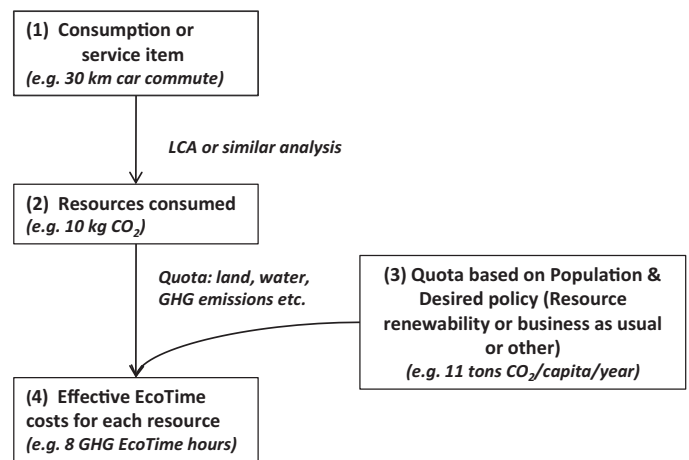 (1) Consumption or
service item
(e.g. 30 km car commute)
LCA or similar analysis
(2) Resources consumed
(e.g. 10 kg CO₂)
Quota: land, water,
GHG emissions etc.
(3) Quota based on Population &
Desired policy (Resource
renewability or business as usual
or other)
(e.g. 11 tons CO₂/capita/year)
(4) Effective EcoTime
costs for each resource
(e.g. 8 GHG EcoTime hours)